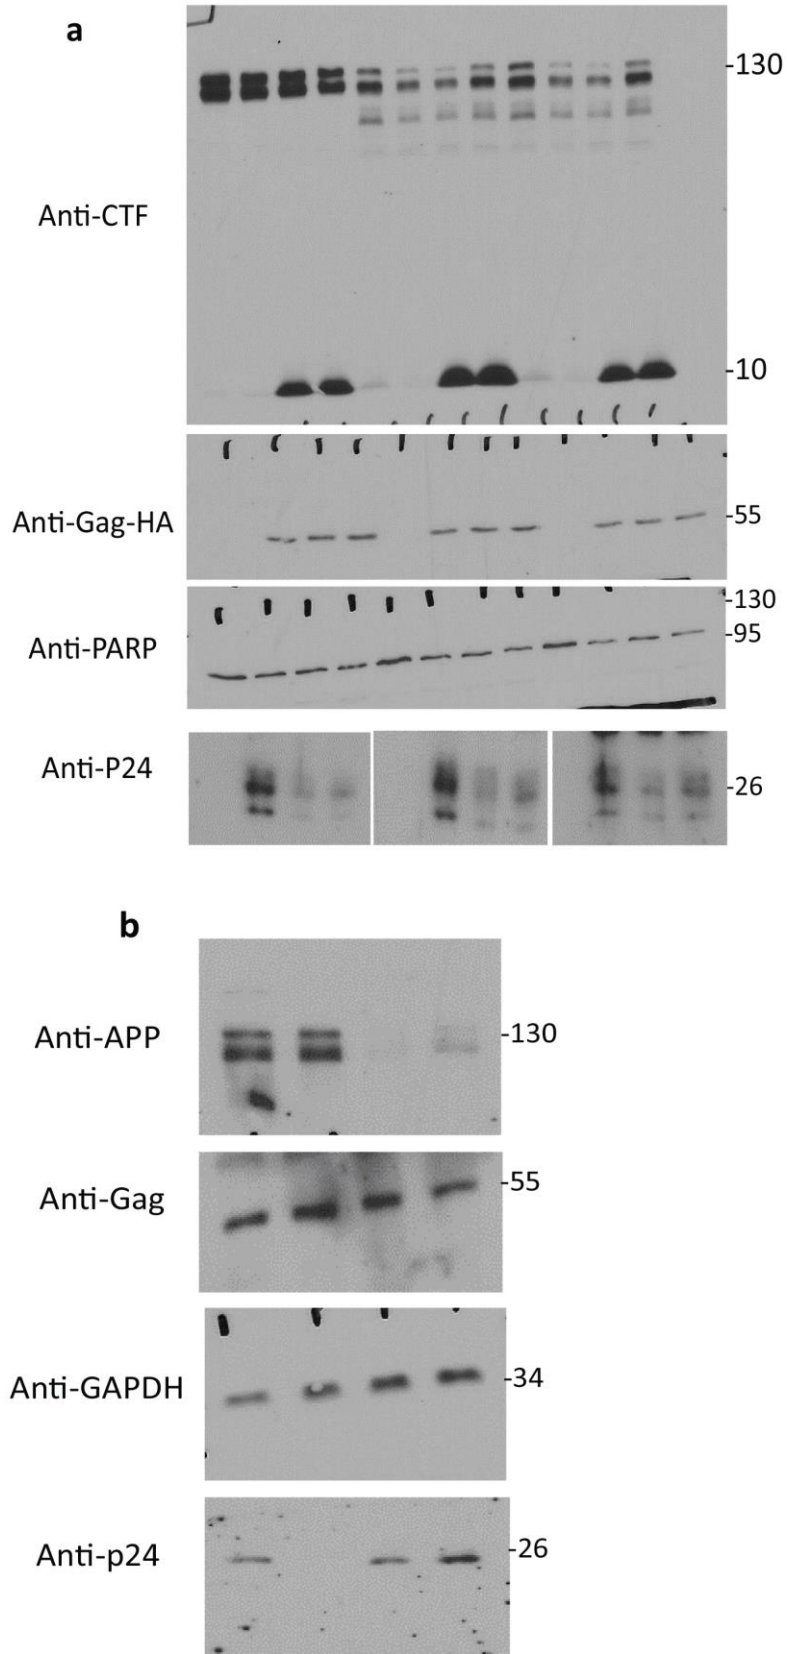 a
-130
Anti-CTF
-10
Anti-Gag-HA
-55
-130
-95
Anti-PARP
Anti-P24
-26
b
Anti-APP
-130
Anti-Gag
-55
Anti-GAPDH
-34
Anti-p24
-26